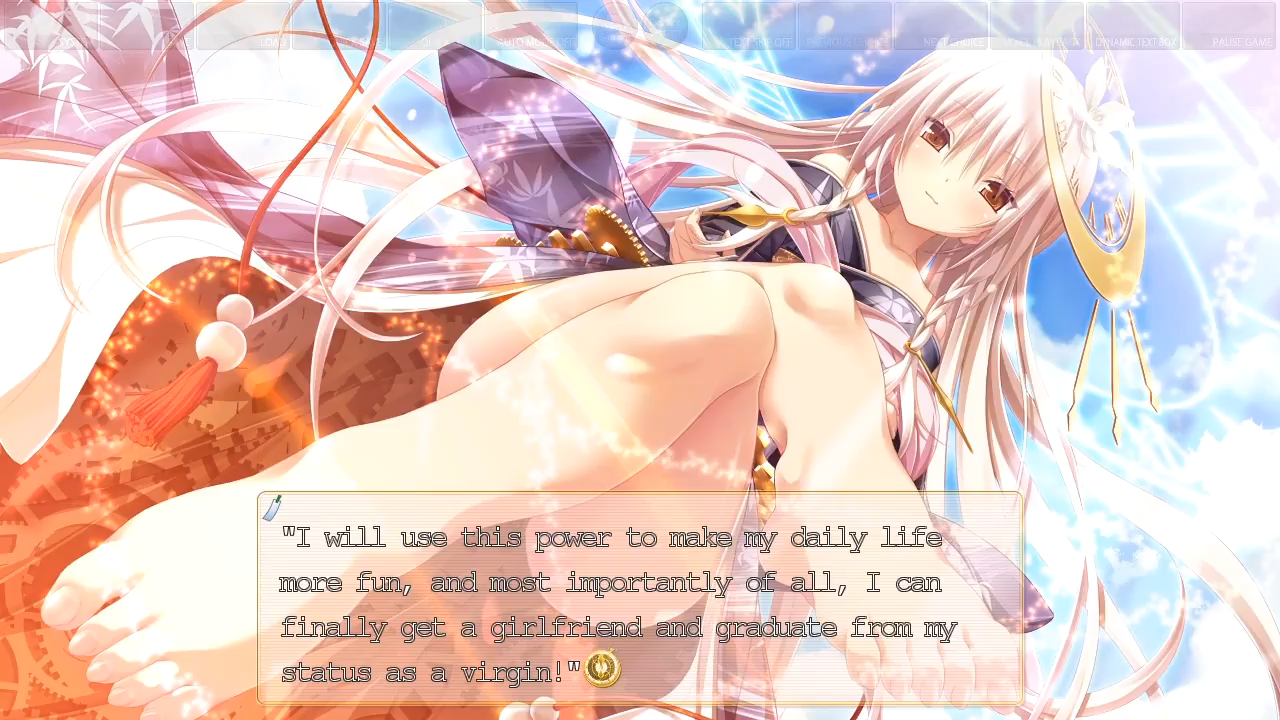 LOAD
AUTO MODE OFF
TEXT SKIP OFF
NEXT CHOICE
DYNAMIC TEXT BOX
PAUSE GAME
"I will use this power to make my daily life
more fun, and most importantly of all, I can
finally get a girlfriend and graduate from my
status as a virgin!"